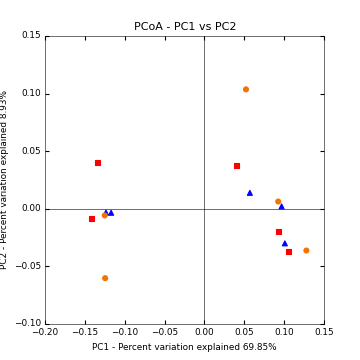 PCoA - PC1 vs PC2
0.15
0.10
0.05
0.00
−0.05
−0.10
PC2 - Percent variation explained 8.93%
−0.20 −0.15 −0.10 −0.05 0.00 0.05 0.10 0.15
PC1 - Percent variation explained 69.85%